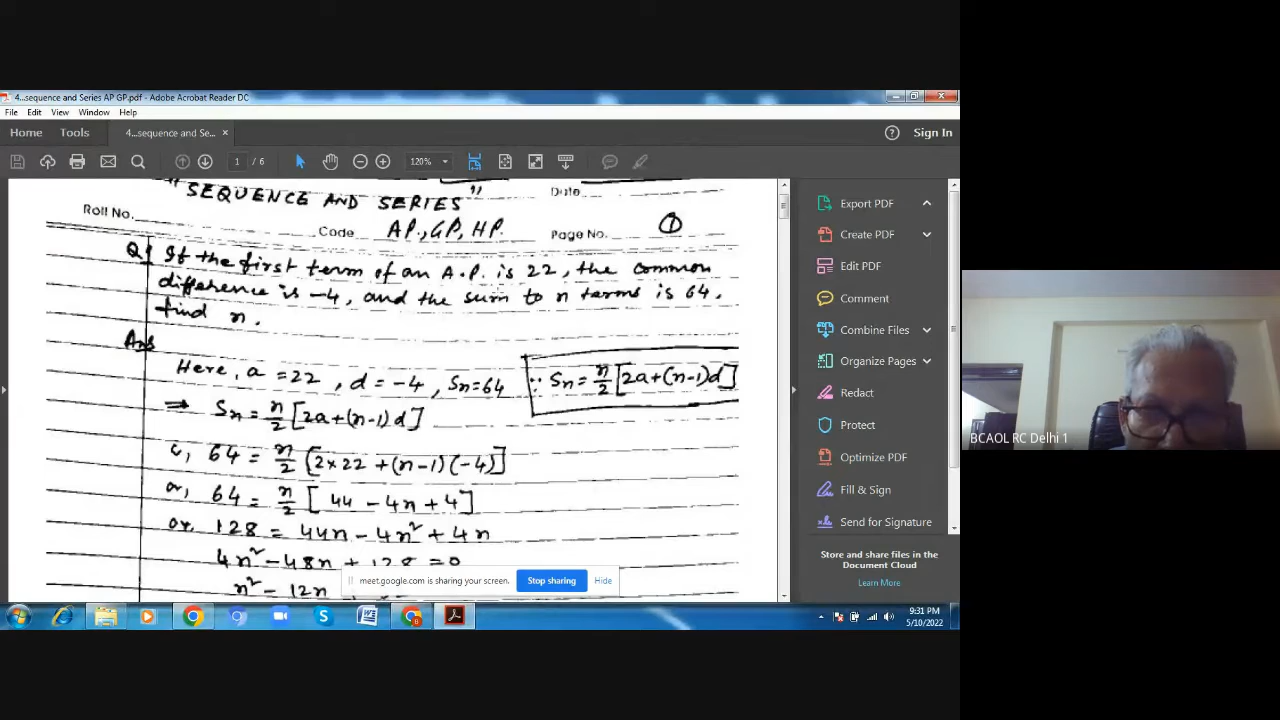 4...sequence and Series AP GP.pdf - Adobe Acrobat Reader DC
File Edit View Window Help
Home Tools 4...sequence and Se... × Sign In
1 / 6 120%
"SEQUENCE AND SERIES" Date
Roll No. Code AP, GP, HP. Page No. 1
Q1 If the first term of an A.P. is 22, the common
difference is -4, and the sum to n terms is 64,
find n.
Ans
Here, a = 22, d = -4, Sn = 64 ∵ Sn = n/2 [2a+(n-1)d]
⇒ Sn = n/2 [2a+(n-1)d]
64 = n/2 [2×22 +(n-1)(-4)]
or, 64 = n/2 [44 - 4n + 4]
or, 128 = 44n - 4n² + 4n
4n² - 48n + 128 = 0
n² - 12n
meet.google.com is sharing your screen. Stop sharing Hide
Export PDF
Create PDF
Edit PDF
Comment
Combine Files
Organize Pages
Redact
Protect
Optimize PDF
Fill & Sign
Send for Signature
Store and share files in the
Document Cloud
Learn More
9:31 PM
5/10/2022
BCAOL RC Delhi 1